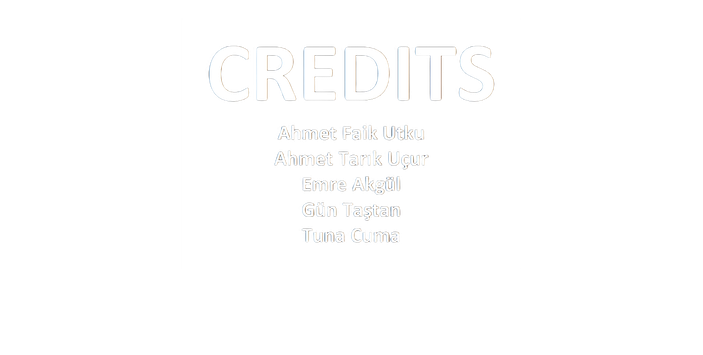 CREDITS
Ahmet Faik Utku
Ahmet Tarık Uçur
Emre Akgül
Gün Taştan
Tuna Cuma